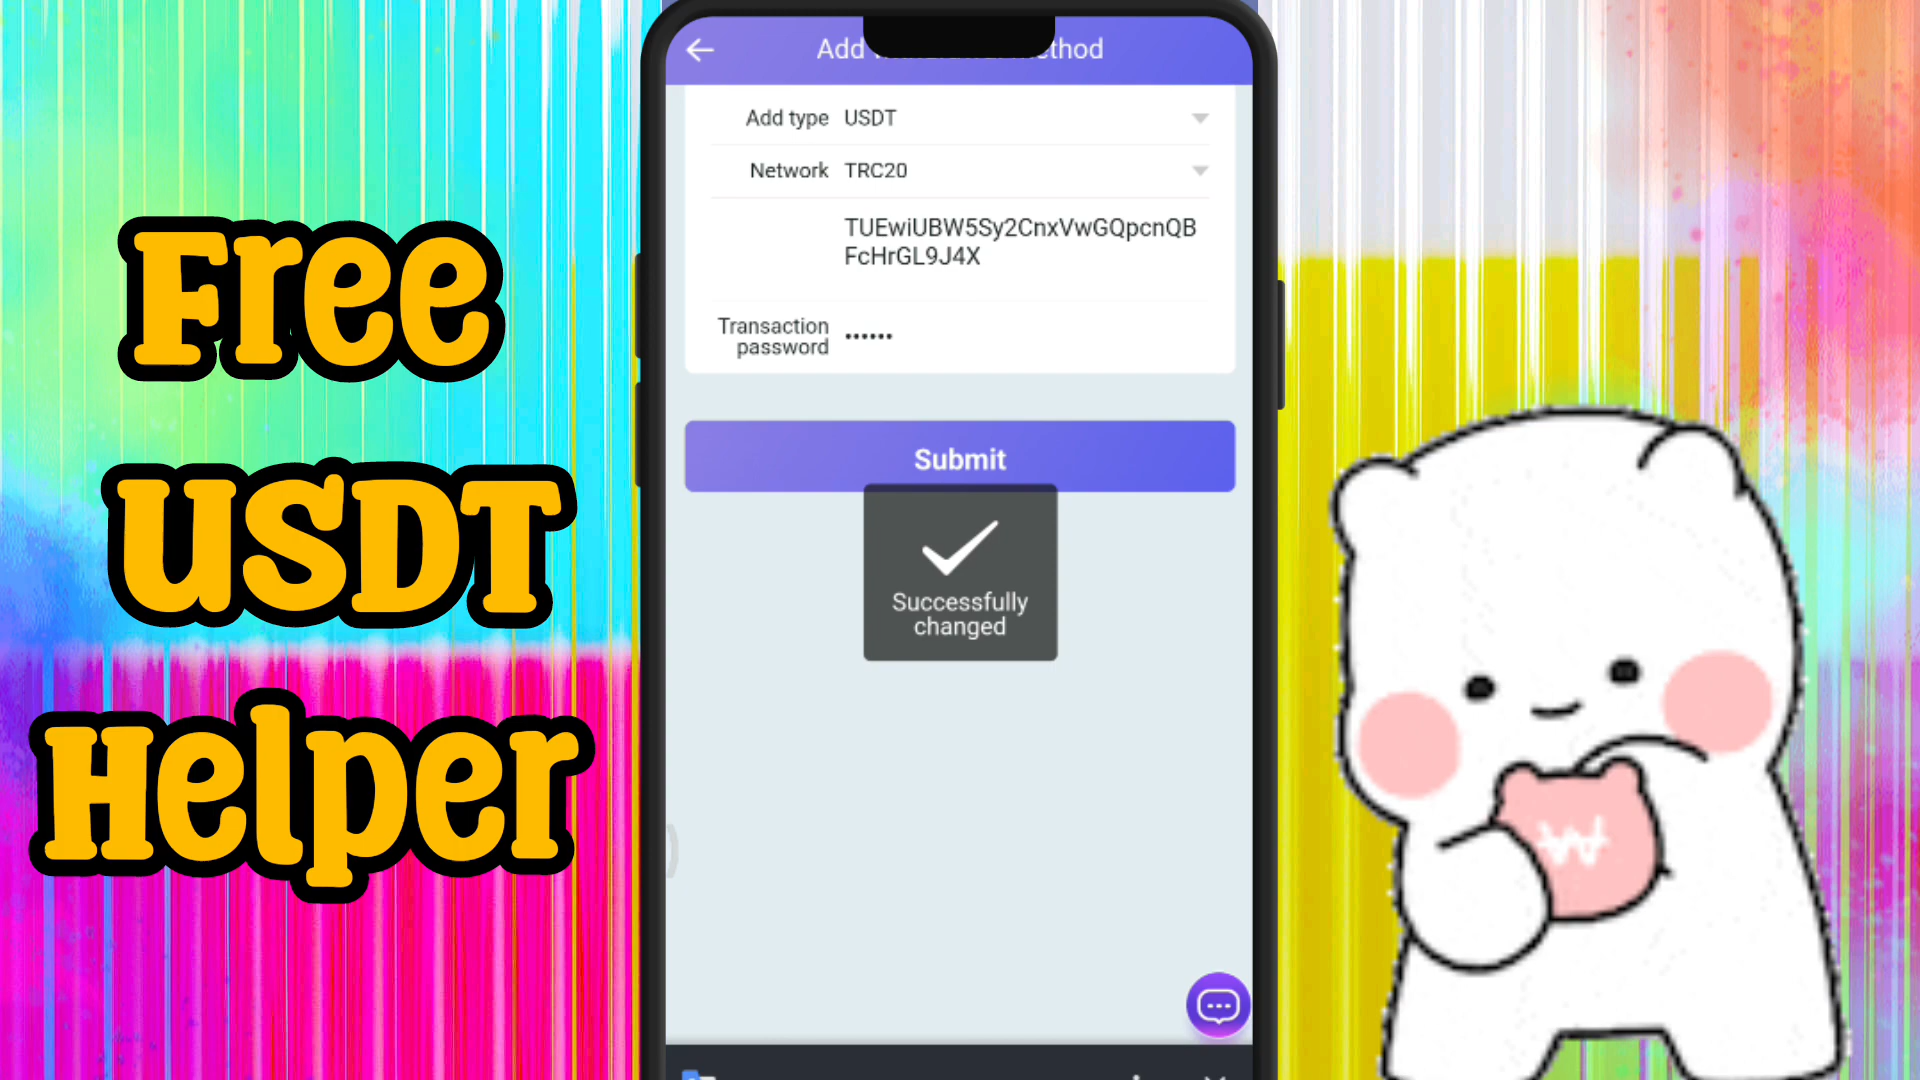 Free
USDT
Helper
Add thod
Add type USDT
Network TRC20
TUEwiUBW5Sy2CnxVwGQpcnQB
FcHrGL9J4X
Transaction
password ••••••
Submit
Successfully
changed
₩